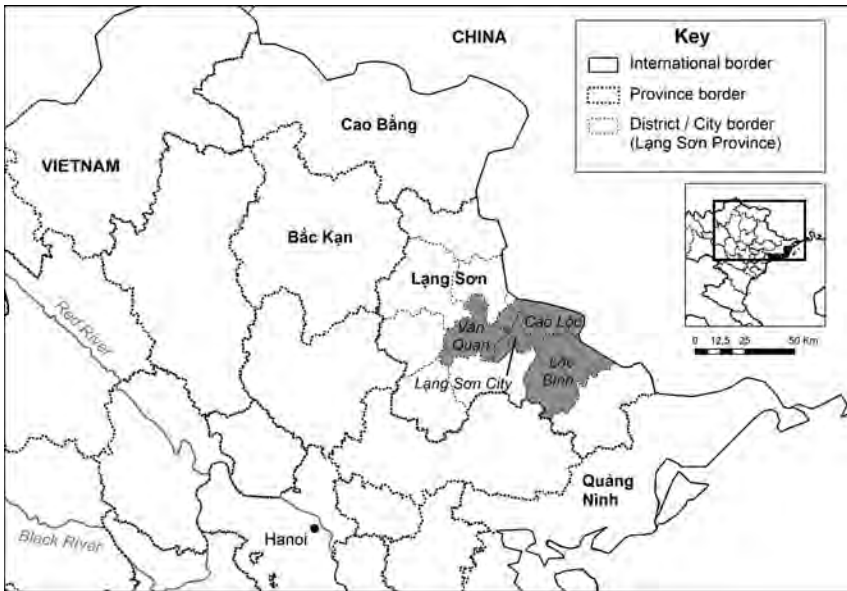 CHINA
Key
International border
Province border
District / City border
(Lạng Sơn Province)
Cao Bằng
VIETNAM
Bắc Kạn
Lạng Sơn
Red River
Văn
Quan
Cao Lộc
Lộc
Bình
Lạng Sơn City
0 12,5 25 50 Km
Quảng
Ninh
Hanoi
Black River